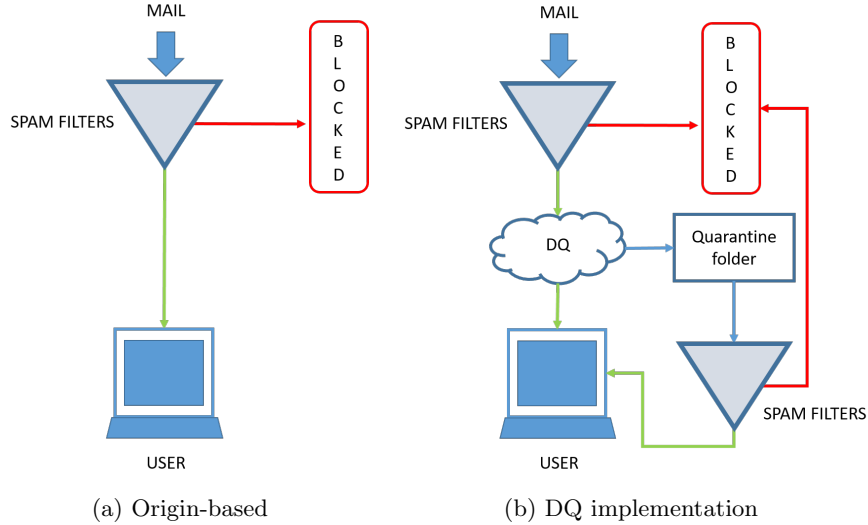 MAIL
SPAM FILTERS
B
L
O
C
K
E
D
USER
(a) Origin-based
MAIL
SPAM FILTERS
B
L
O
C
K
E
D
DQ
Quarantine
folder
SPAM FILTERS
USER
(b) DQ implementation